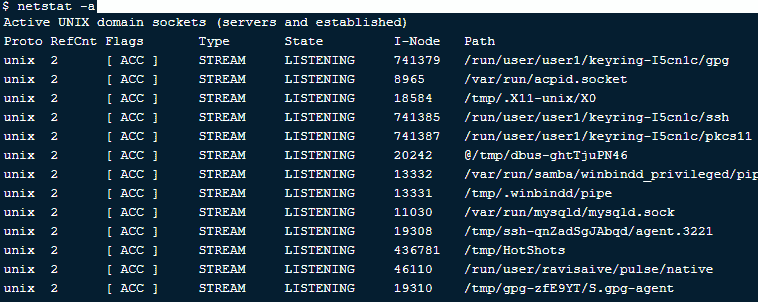 $ netstat -a
Active UNIX domain sockets (servers and established)
Proto RefCnt Flags Type State I-Node Path
unix 2 [ ACC ] STREAM LISTENING 741379 /run/user/user1/keyring-I5cn1c/gpg
unix 2 [ ACC ] STREAM LISTENING 8965 /var/run/acpid.socket
unix 2 [ ACC ] STREAM LISTENING 18584 /tmp/.X11-unix/X0
unix 2 [ ACC ] STREAM LISTENING 741385 /run/user/user1/keyring-I5cn1c/ssh
unix 2 [ ACC ] STREAM LISTENING 741387 /run/user/user1/keyring-I5cn1c/pkcs11
unix 2 [ ACC ] STREAM LISTENING 20242 @/tmp/dbus-ghtTjuPN46
unix 2 [ ACC ] STREAM LISTENING 13332 /var/run/samba/winbindd_privileged/pip
unix 2 [ ACC ] STREAM LISTENING 13331 /tmp/.winbindd/pipe
unix 2 [ ACC ] STREAM LISTENING 11030 /var/run/mysqld/mysqld.sock
unix 2 [ ACC ] STREAM LISTENING 19308 /tmp/ssh-qnZadSgJAbqd/agent.3221
unix 2 [ ACC ] STREAM LISTENING 436781 /tmp/HotShots
unix 2 [ ACC ] STREAM LISTENING 46110 /run/user/ravisaive/pulse/native
unix 2 [ ACC ] STREAM LISTENING 19310 /tmp/gpg-zfE9YT/S.gpg-agent